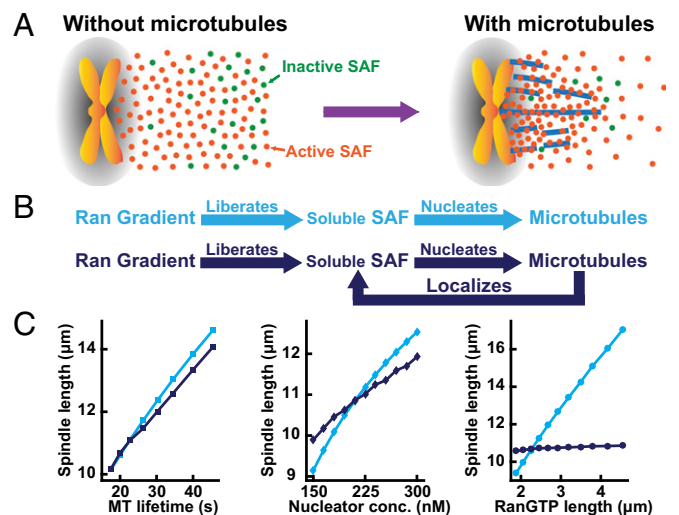 A
Without microtubules
With microtubules
Inactive SAF
Active SAF
B
Ran Gradient Liberates Soluble SAF Nucleates Microtubules
Ran Gradient Liberates Soluble SAF Nucleates Microtubules
Localizes
C
Spindle length (µm)
14
12
10
20 30 40
MT lifetime (s)
Spindle length (µm)
12
11
10
9
150 225 300
Nucleator conc. (nM)
Spindle length (µm)
16
14
12
10
2 3 4
RanGTP length (µm)